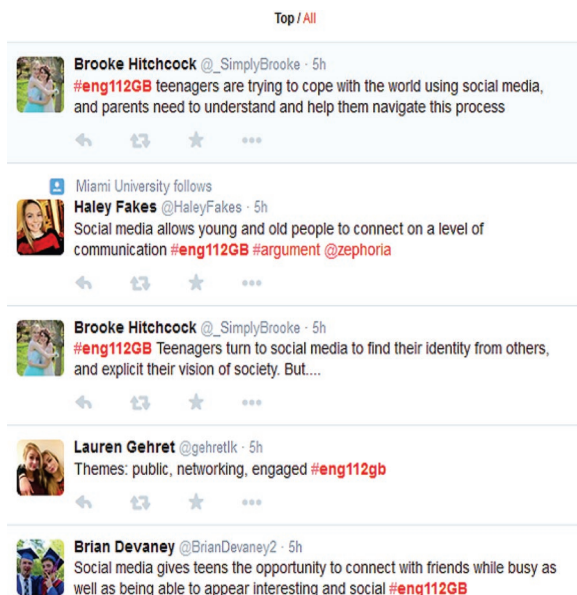 Top / All
Brooke Hitchcock @_SimplyBrooke · 5h
#eng112GB teenagers are trying to cope with the world using social media,
and parents need to understand and help them navigate this process
Miami University follows
Haley Fakes @HaleyFakes · 5h
Social media allows young and old people to connect on a level of
communication #eng112GB #argument @zephoria
Brooke Hitchcock @_SimplyBrooke · 5h
#eng112GB Teenagers turn to social media to find their identity from others,
and explicit their vision of society. But....
Lauren Gehret @gehretlk · 5h
Themes: public, networking, engaged #eng112gb
Brian Devaney @BrianDevaney2 · 5h
Social media gives teens the opportunity to connect with friends while busy as
well as being able to appear interesting and social #eng112GB